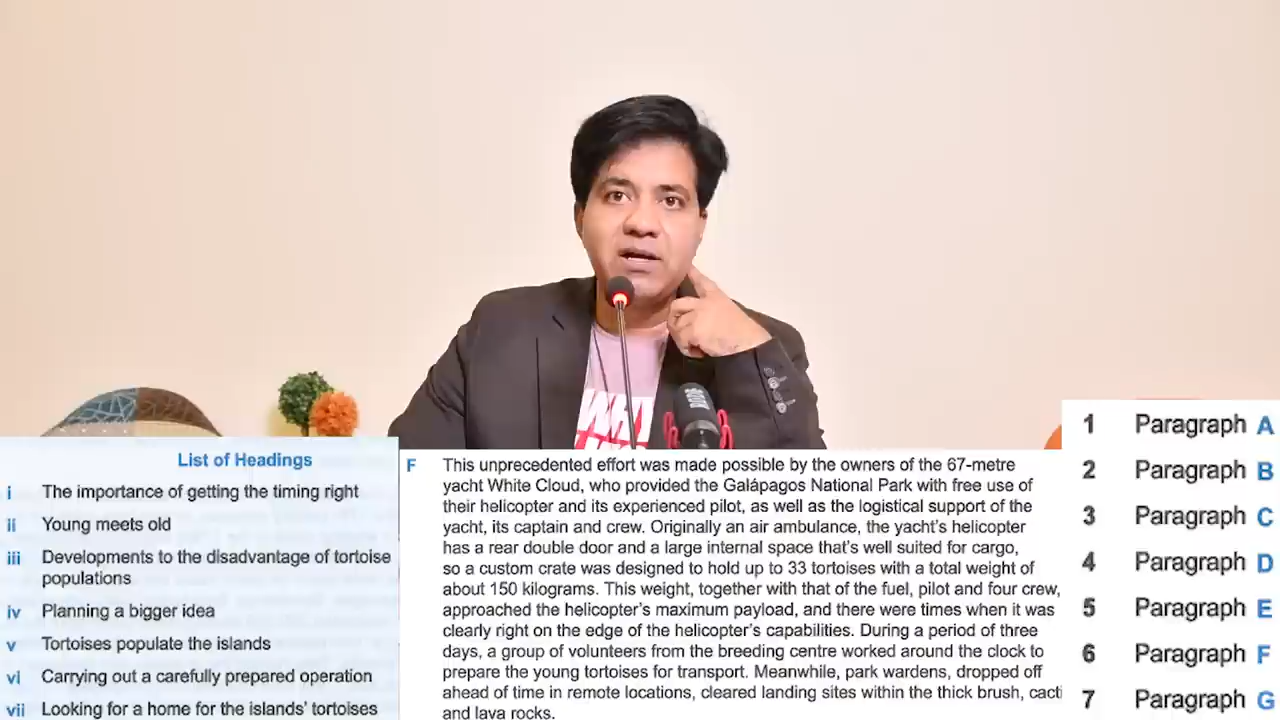 WHY
List of Headings
i The importance of getting the timing right
ii Young meets old
iii Developments to the disadvantage of tortoise
populations
iv Planning a bigger idea
v Tortoises populate the islands
vi Carrying out a carefully prepared operation
vii Looking for a home for the islands' tortoises
F This unprecedented effort was made possible by the owners of the 67-metre
yacht White Cloud, who provided the Galápagos National Park with free use of
their helicopter and its experienced pilot, as well as the logistical support of the
yacht, its captain and crew. Originally an air ambulance, the yacht's helicopter
has a rear double door and a large internal space that's well suited for cargo,
so a custom crate was designed to hold up to 33 tortoises with a total weight of
about 150 kilograms. This weight, together with that of the fuel, pilot and four crew,
approached the helicopter's maximum payload, and there were times when it was
clearly right on the edge of the helicopter's capabilities. During a period of three
days, a group of volunteers from the breeding centre worked around the clock to
prepare the young tortoises for transport. Meanwhile, park wardens, dropped off
ahead of time in remote locations, cleared landing sites within the thick brush, cacti
and lava rocks.
1 Paragraph A
2 Paragraph B
3 Paragraph C
4 Paragraph D
5 Paragraph E
6 Paragraph F
7 Paragraph G